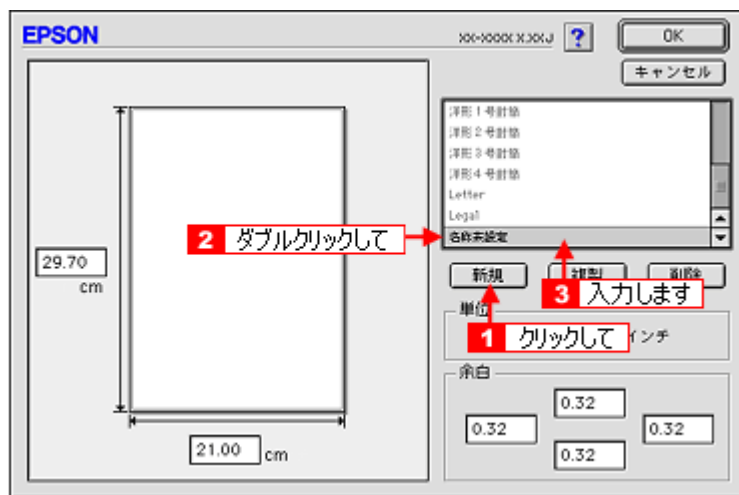 EPSON
XX-XXXX X.XXJ
?
OK
キャンセル
洋形1号封筒
洋形2号封筒
洋形3号封筒
洋形4号封筒
Letter
Legal
名称未設定
2 ダブルクリックして
29.70
cm
新規
複製
削除
3 入力します
単位
1 クリックして
インチ
余白
0.32
0.32
0.32
0.32
21.00 cm